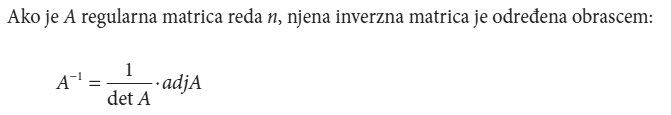 Ako je A regularna matrica reda n, njena inverzna matrica je određena obrascem:
A⁻¹ = 1/det A · adjA